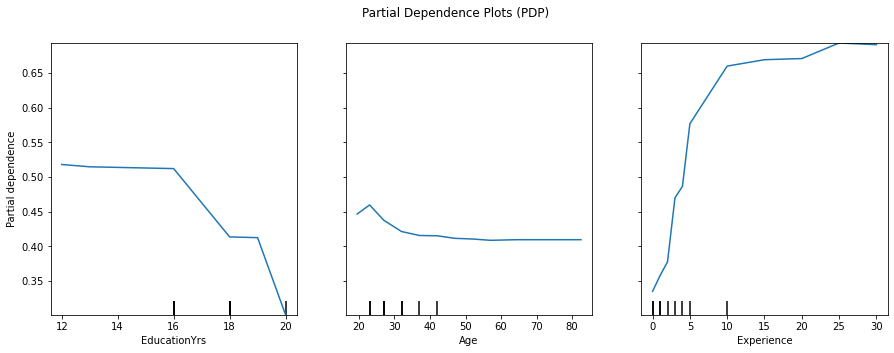 Partial Dependence Plots (PDP)
Partial dependence
0.65
0.60
0.55
0.50
0.45
0.40
0.35
12 14 16 18 20
EducationYrs
20 30 40 50 60 70 80
Age
0 5 10 15 20 25 30
Experience